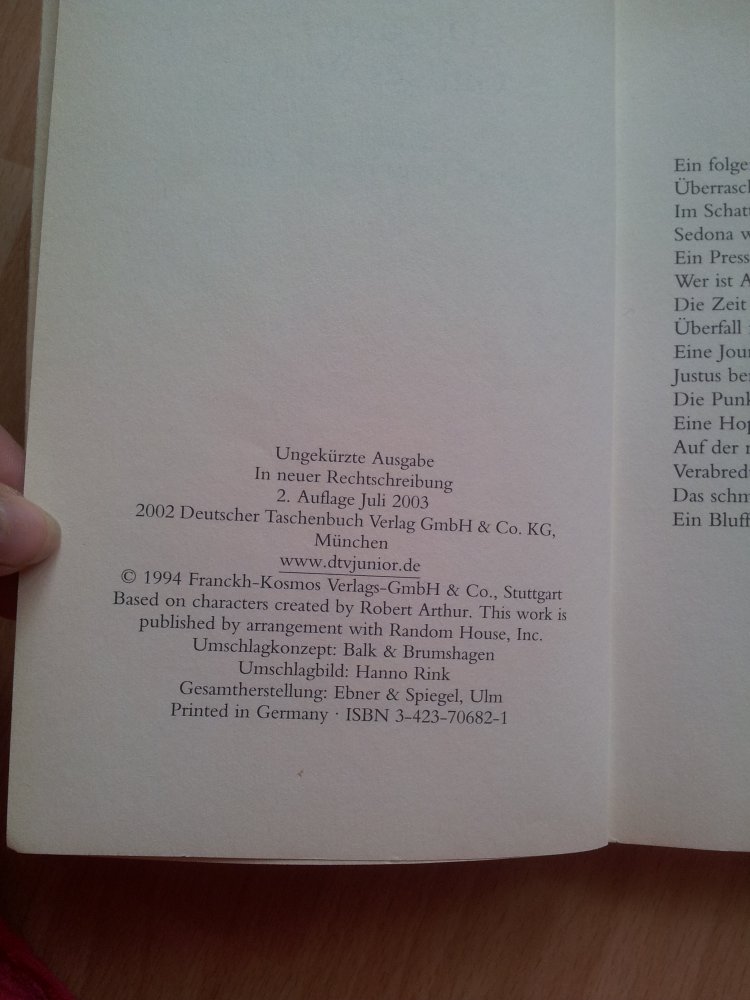 Ungekürzte Ausgabe
In neuer Rechtschreibung
2. Auflage Juli 2003
2002 Deutscher Taschenbuch Verlag GmbH & Co. KG,
München
www.dtvjunior.de
© 1994 Franckh-Kosmos Verlags-GmbH & Co., Stuttgart
Based on characters created by Robert Arthur. This work is
published by arrangement with Random House, Inc.
Umschlagkonzept: Balk & Brumshagen
Umschlagbild: Hanno Rink
Gesamtherstellung: Ebner & Spiegel, Ulm
Printed in Germany · ISBN 3-423-70682-1
Ein
Im
Sedona
Ein
Wer ist
Die Zeit
Überfall
Eine
Justus
Die
Eine
Auf der
Das
Ein Bluff